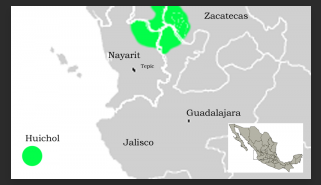 Zacatecas
Nayarit
Tepic
Guadalajara
Huichol
Jalisco